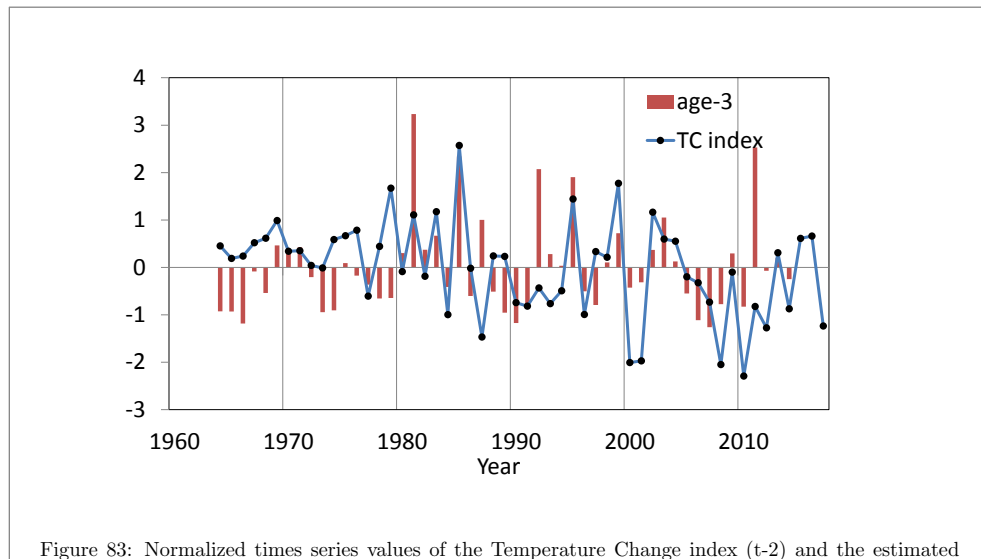 4
3
2
1
0
-1
-2
-3
age-3
TC index
1960 1970 1980 1990 2000 2010
Year
Figure 83: Normalized times series values of the Temperature Change index (t-2) and the estimated